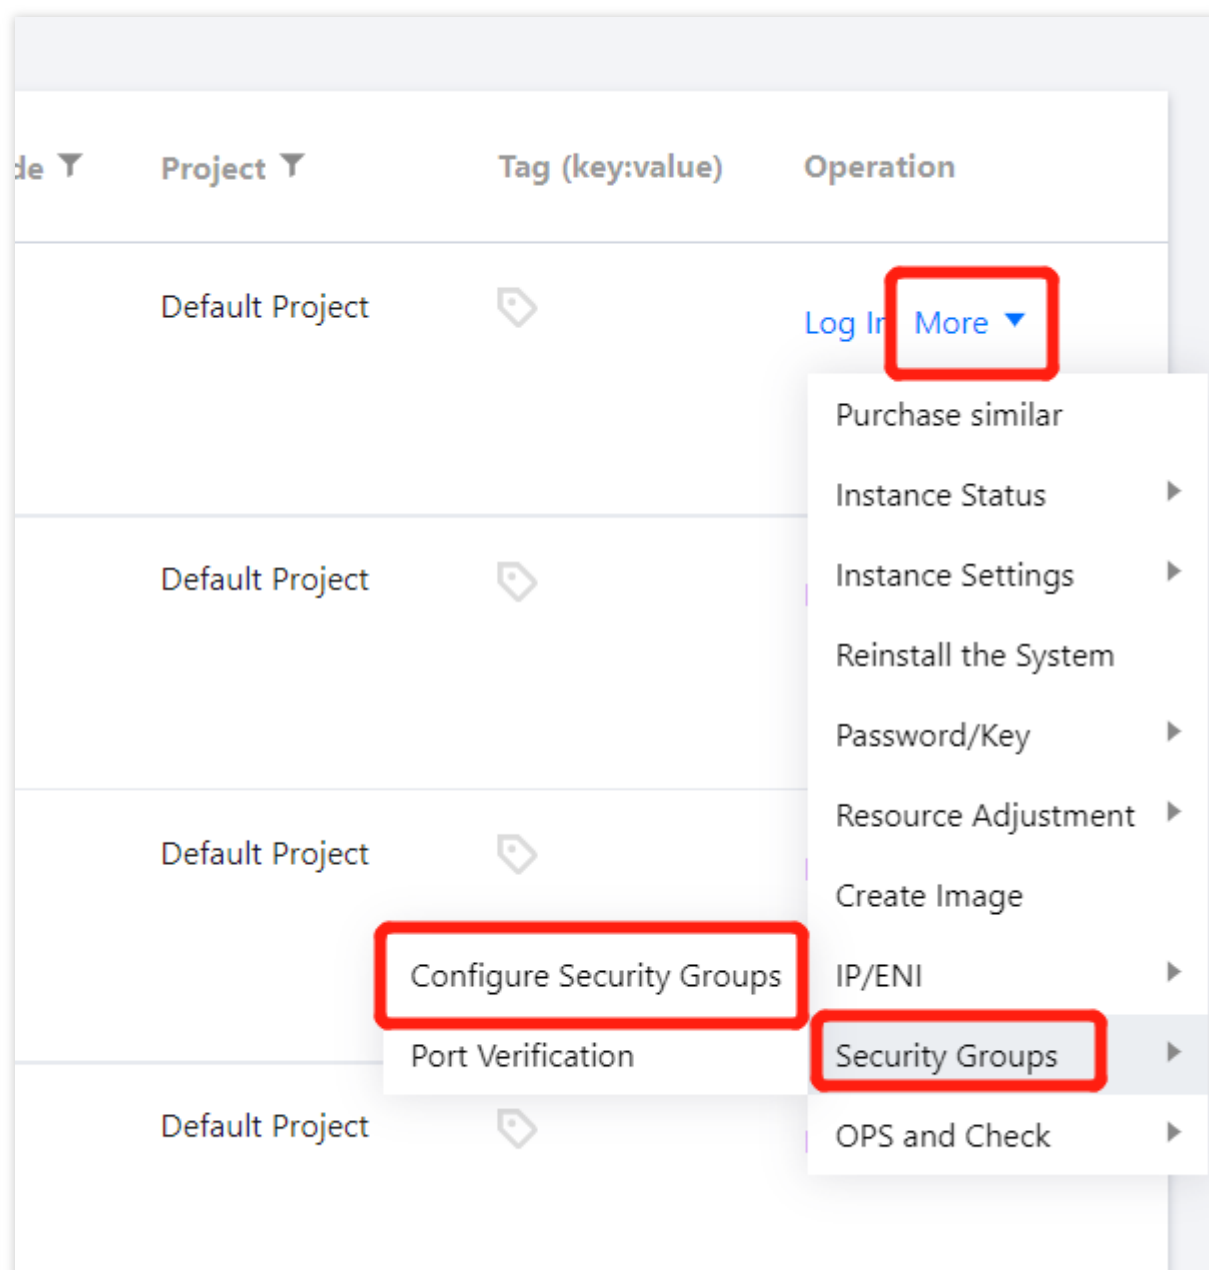 de Project Tag (key:value) Operation
Default Project Log In More
Purchase similar
Instance Status
Default Project Instance Settings
Reinstall the System
Password/Key
Resource Adjustment
Default Project
Create Image
Configure Security Groups IP/ENI
Port Verification Security Groups
Default Project OPS and Check